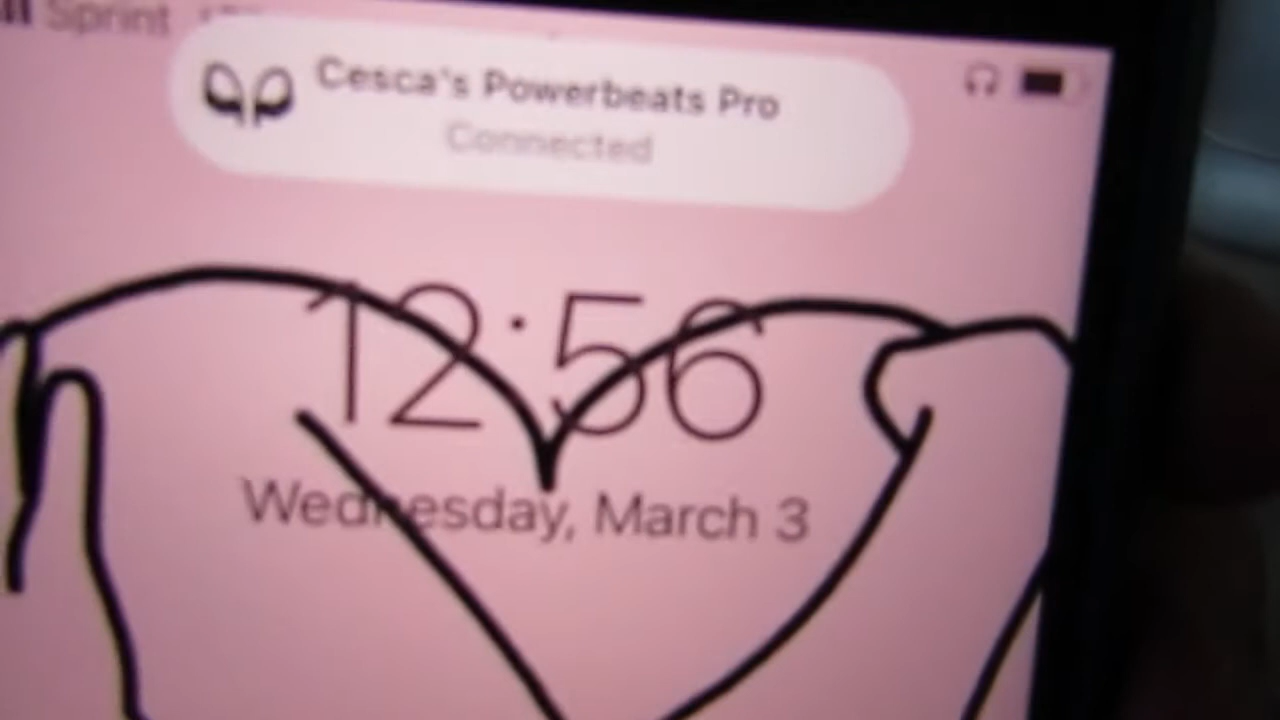 Sprint
Cesca's Powerbeats Pro
Connected
12:56
Wednesday, March 3